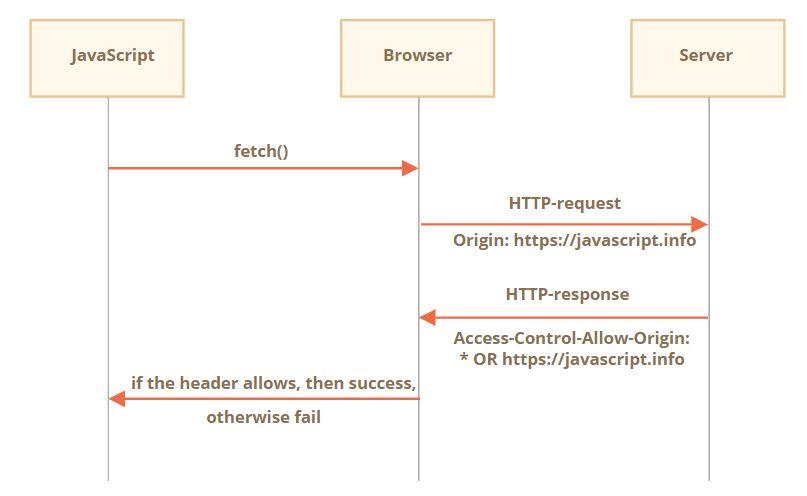 JavaScript
Browser
Server
fetch()
HTTP-request
Origin: https://javascript.info
HTTP-response
Access-Control-Allow-Origin:
* OR https://javascript.info
if the header allows, then success,
otherwise fail